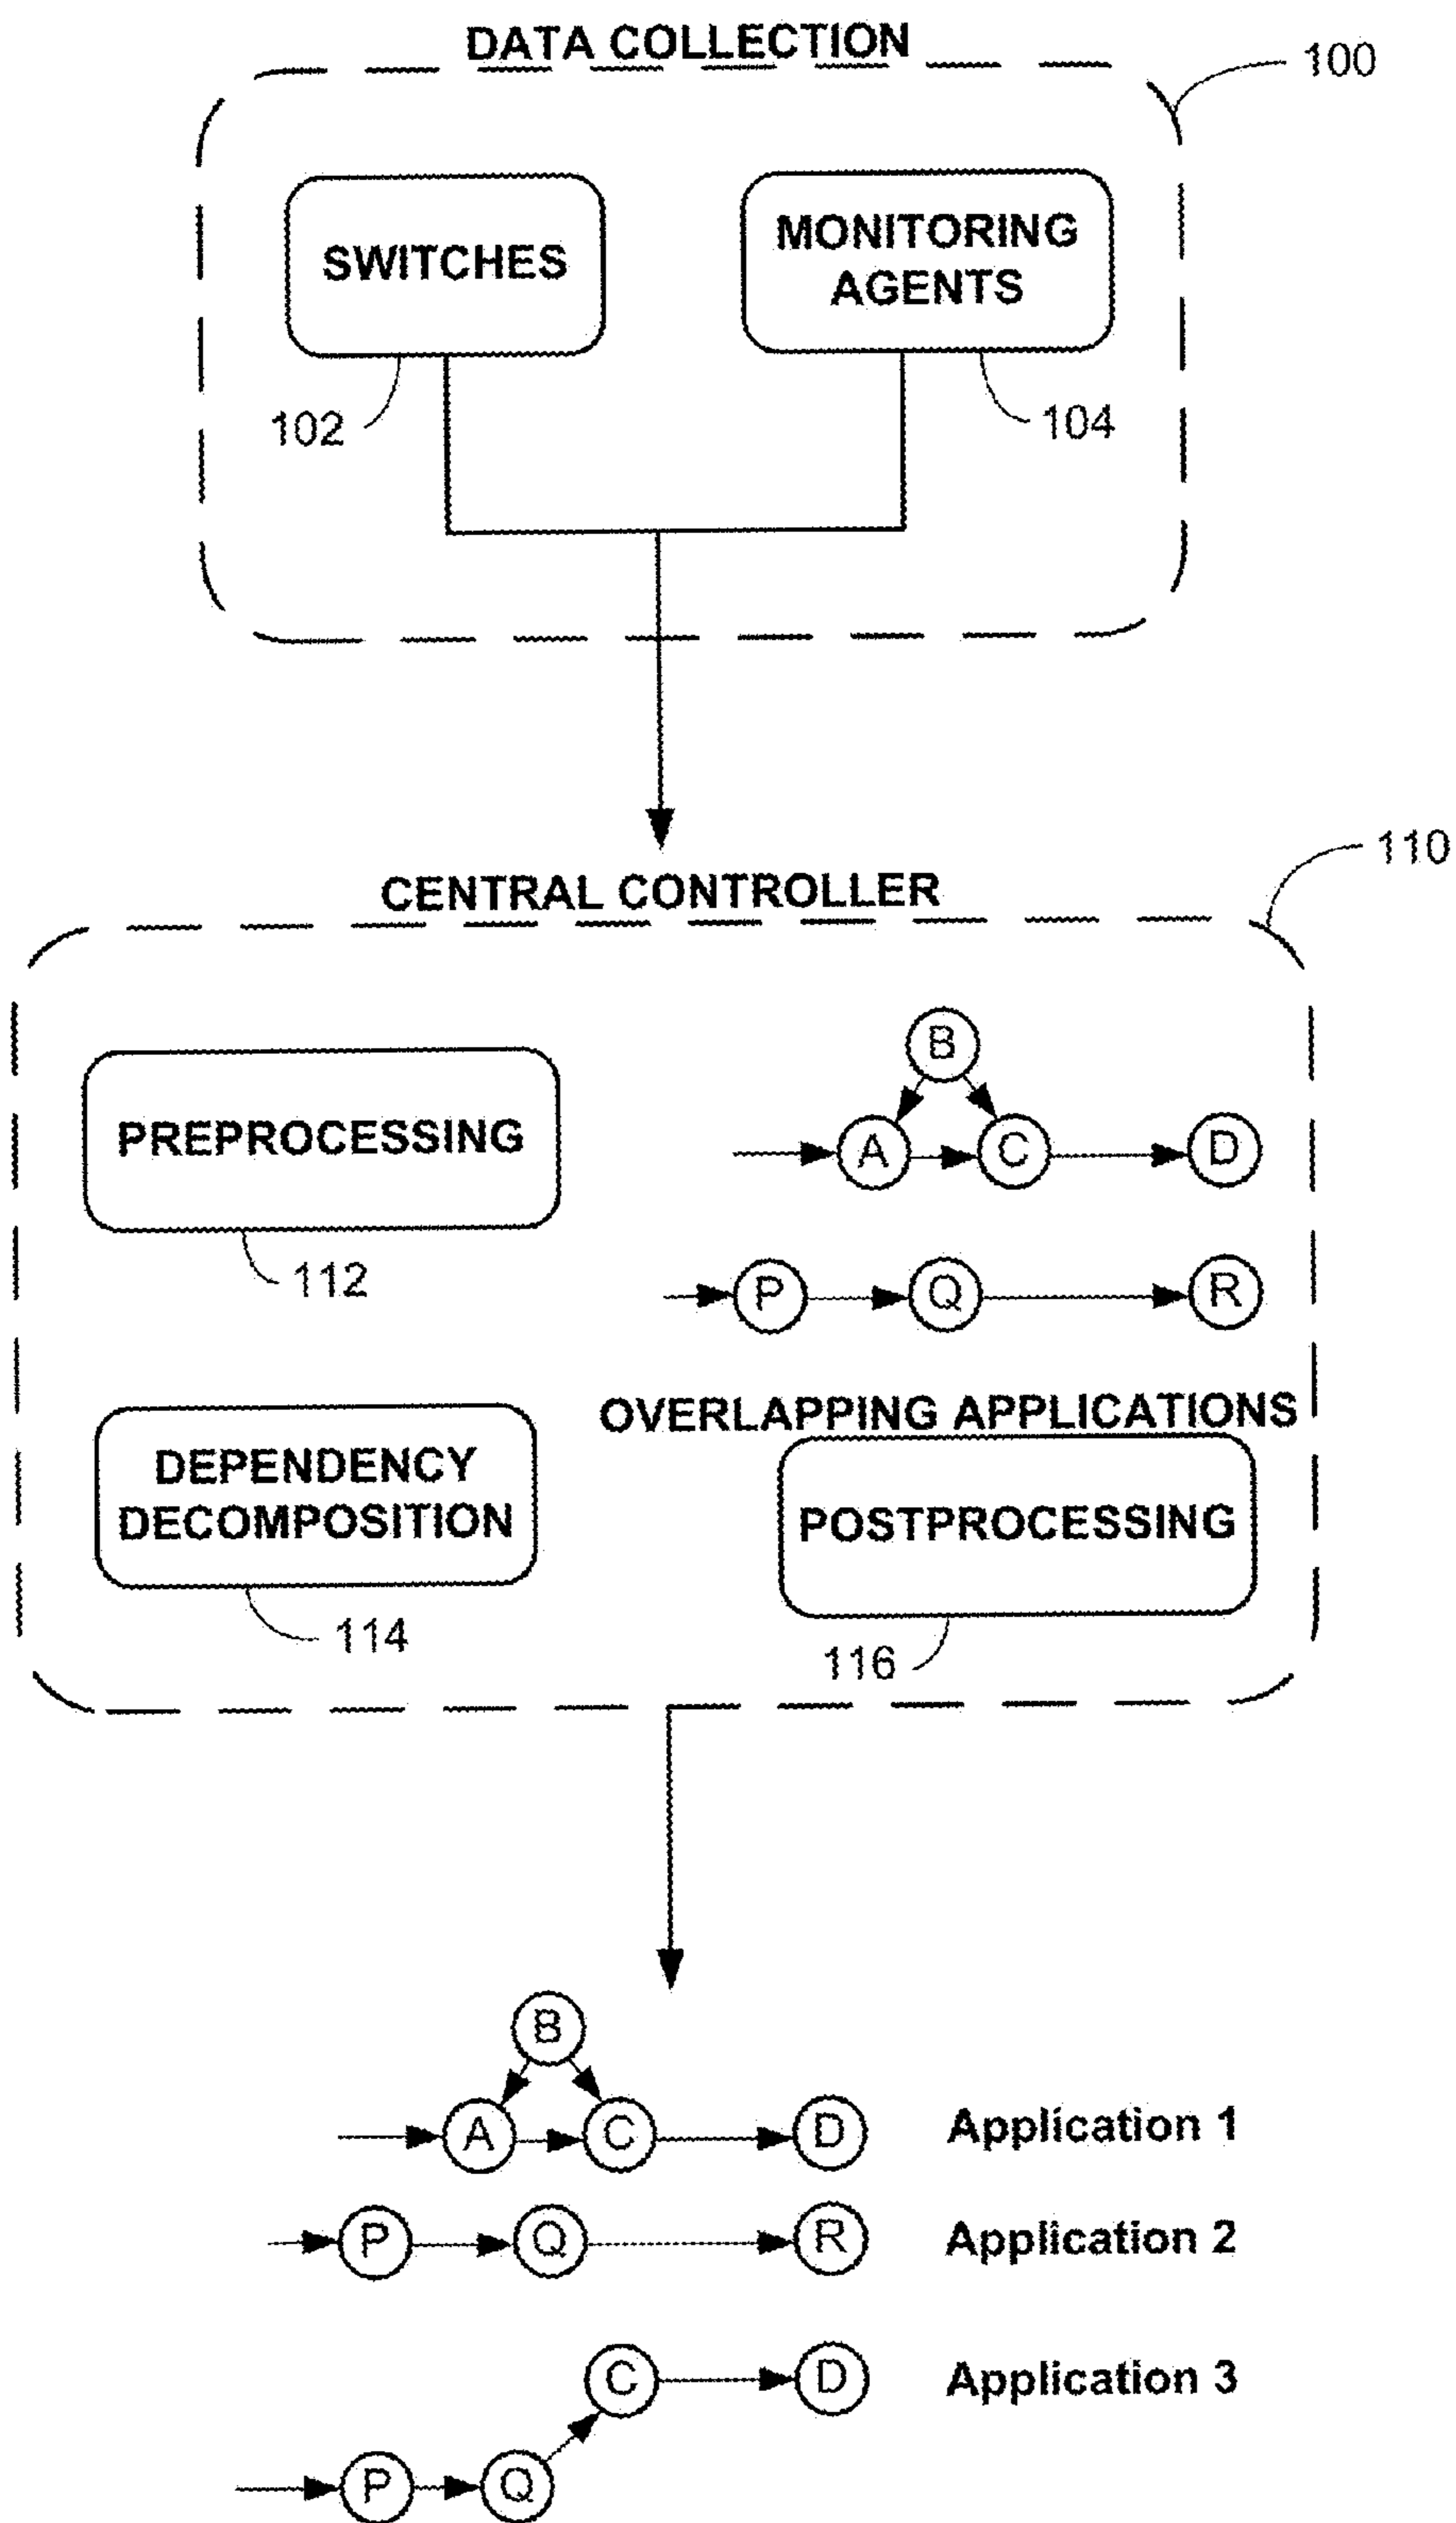 DATA COLLECTION
100
SWITCHES
MONITORING
AGENTS
102
104
110
CENTRAL CONTROLLER
B
PREPROCESSING
A
C
D
112
P
Q
R
OVERLAPPING APPLICATIONS
DEPENDENCY
DECOMPOSITION
POSTPROCESSING
114
116
B
A
C
D
Application 1
P
Q
R
Application 2
C
D
Application 3
P
Q